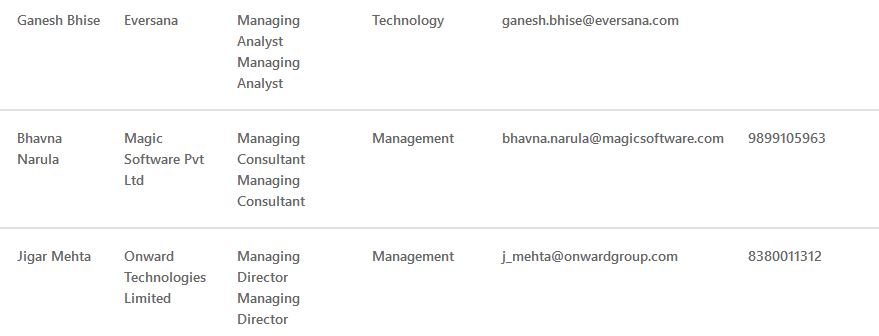 Ganesh Bhise Eversana Managing Technology ganesh.bhise@eversana.com
Analyst
Managing
Analyst
Bhavna Magic Managing Management bhavna.narula@magicsoftware.com 9899105963
Narula Software Pvt Consultant
Ltd Managing
Consultant
Jigar Mehta Onward Managing Management j_mehta@onwardgroup.com 8380011312
Technologies Director
Limited Managing
Director